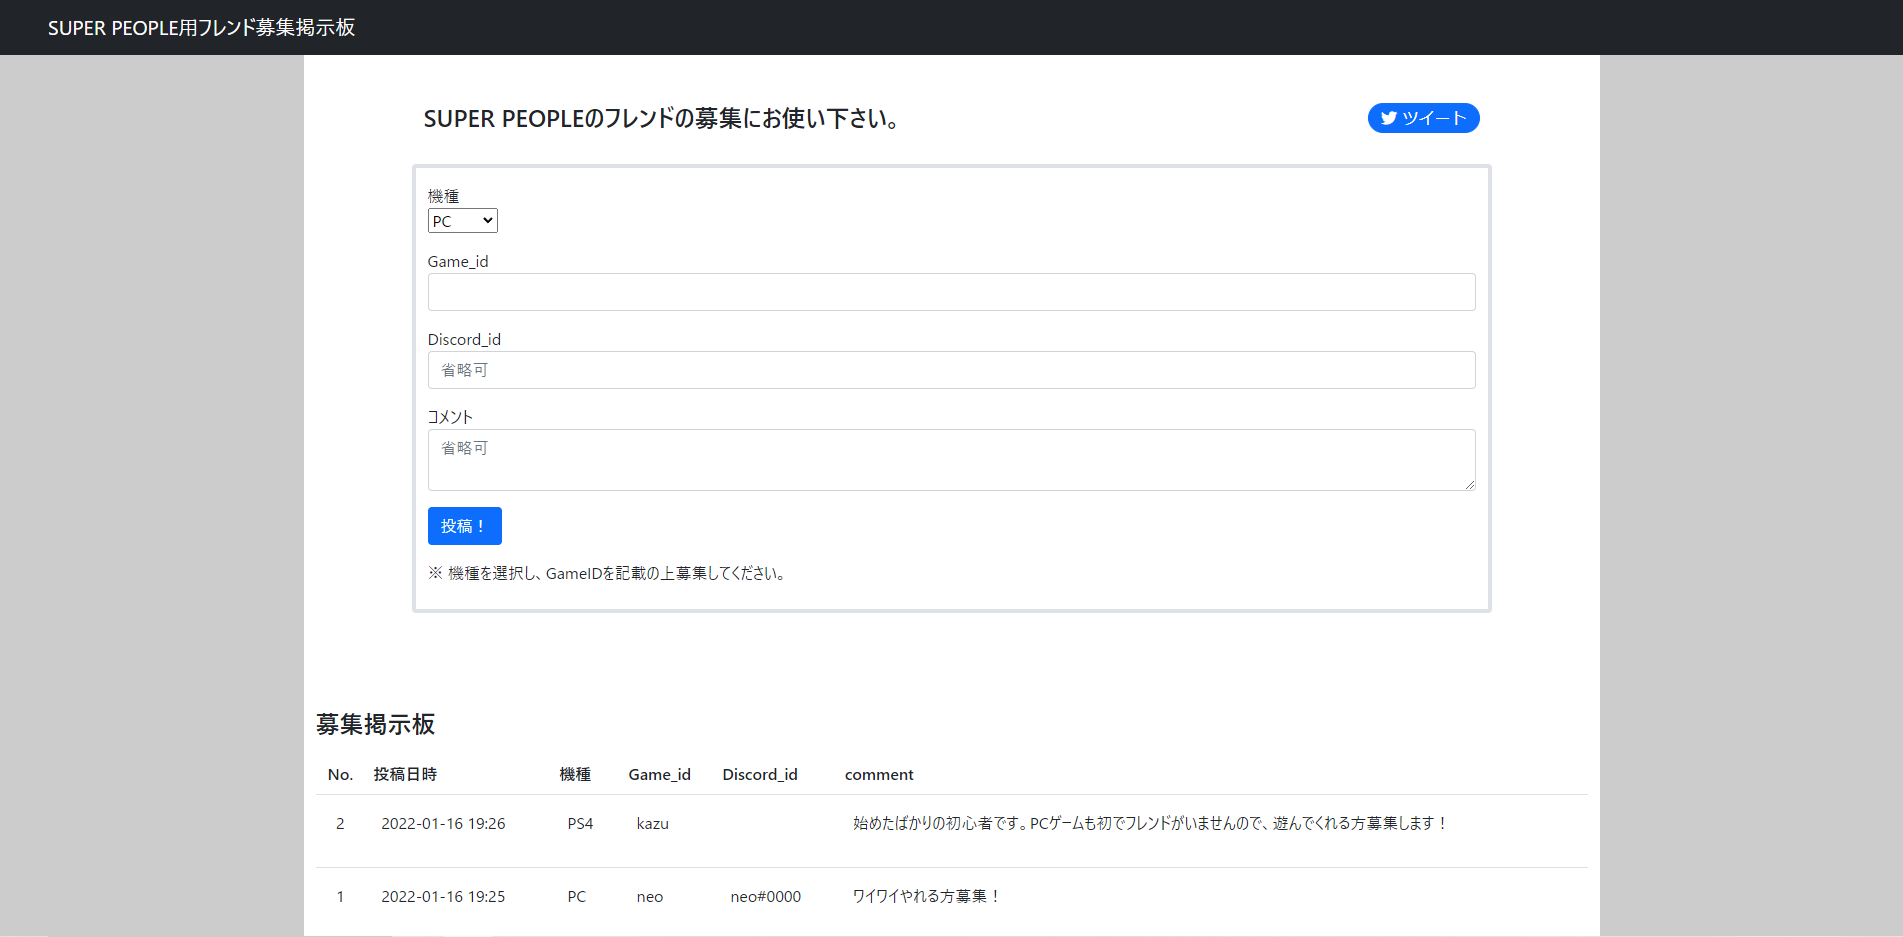 SUPER PEOPLE用フレンド募集掲示板
SUPER PEOPLEのフレンドの募集にお使い下さい。
ツイート
機種
PC
Game_id
Discord_id
省略可
コメント
省略可
投稿！
※ 機種を選択し、GameIDを記載の上募集してください。
募集掲示板
No. 投稿日時 機種 Game_id Discord_id comment
2 2022-01-16 19:26 PS4 kazu 始めたばかりの初心者です。PCゲームも初でフレンドがいませんので、遊んでくれる方募集します！
1 2022-01-16 19:25 PC neo neo#0000 ワイワイやれる方募集！